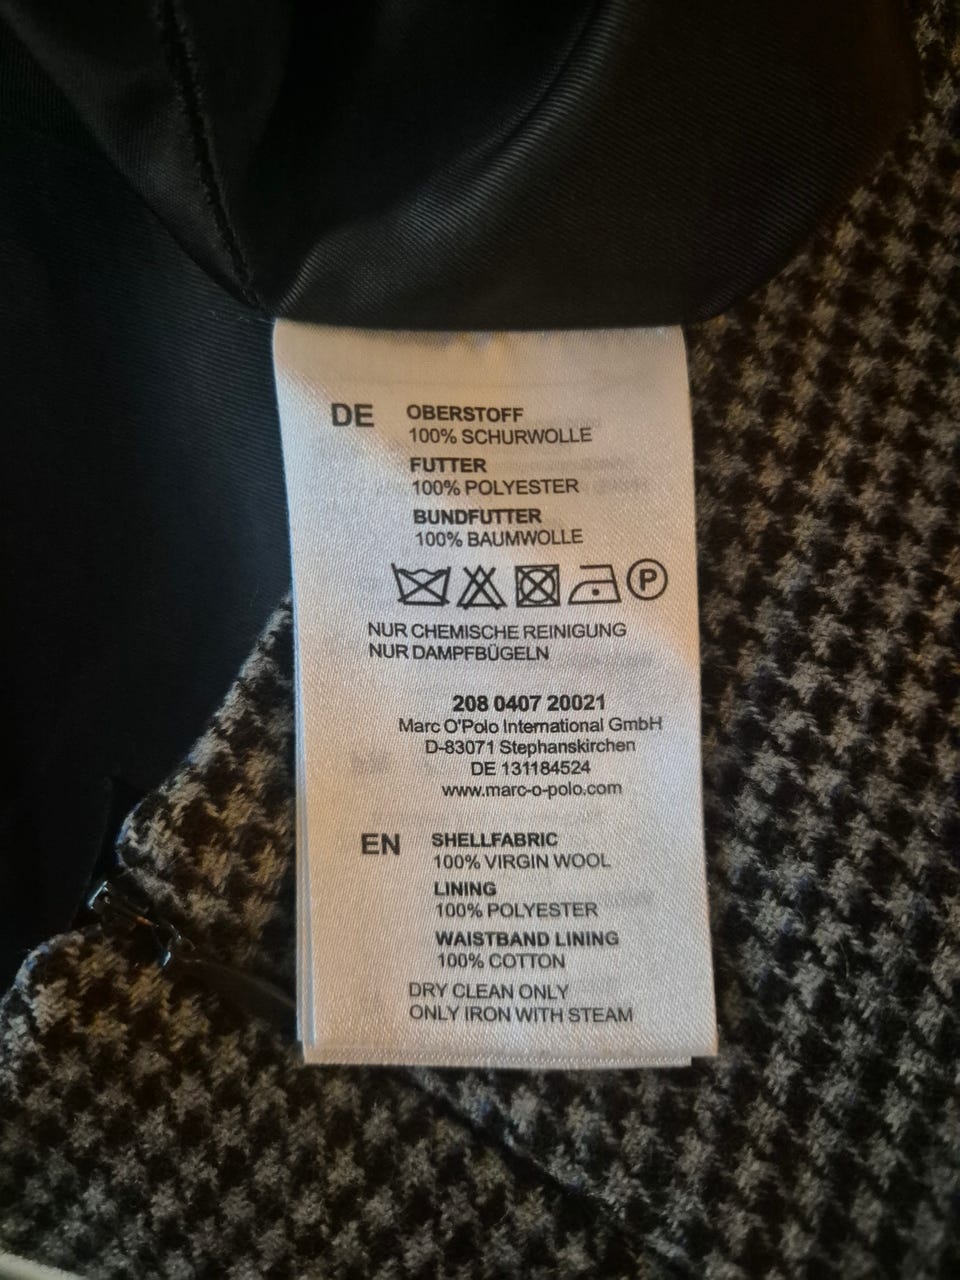 DE
OBERSTOFF
100% SCHURWOLLE
FUTTER
100% POLYESTER
BUNDFUTTER
100% BAUMWOLLE
P
NUR CHEMISCHE REINIGUNG
NUR DAMPFBÜGELN
208 0407 20021
Marc O'Polo International GmbH
D-83071 Stephanskirchen
DE 131184524
www.marc-o-polo.com
EN
SHELLFABRIC
100% VIRGIN WOOL
LINING
100% POLYESTER
WAISTBAND LINING
100% COTTON
DRY CLEAN ONLY
ONLY IRON WITH STEAM